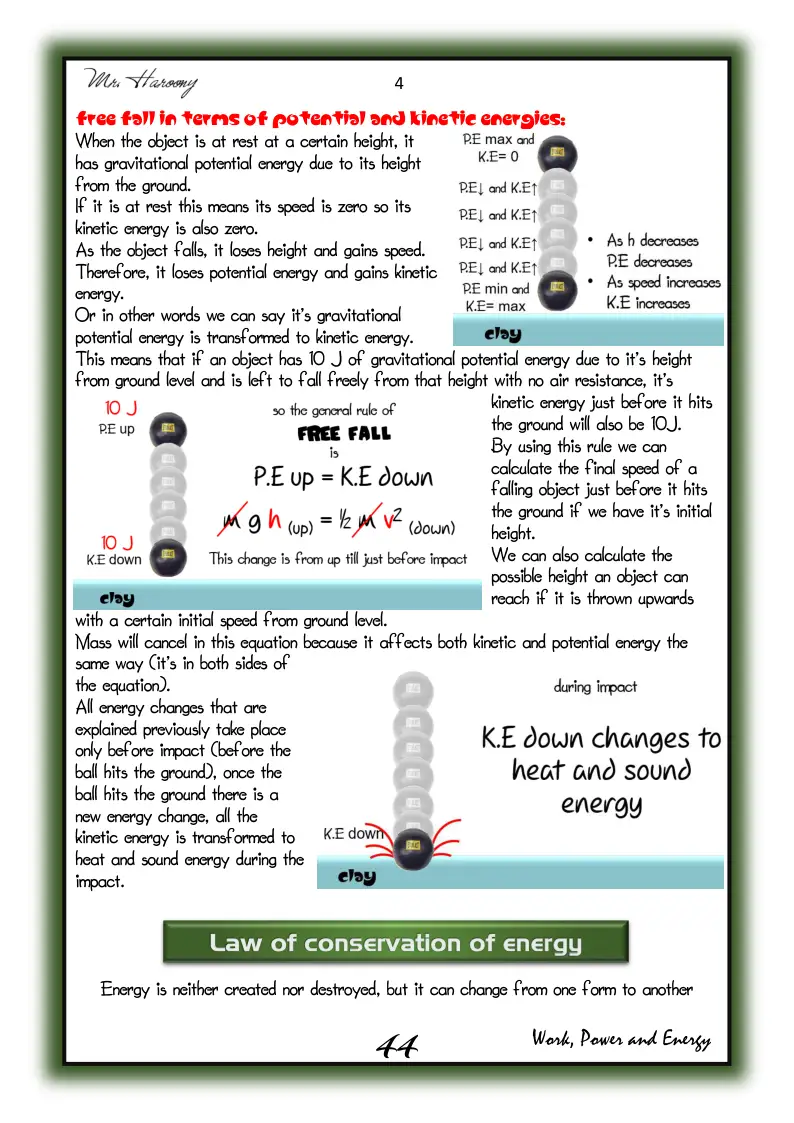 Mr. Haroony
4
free fall in terms of potential and kinetic energies:
When the object is at rest at a certain height, it
has gravitational potential energy due to its height
from the ground.
If it is at rest this means its speed is zero so its
kinetic energy is also zero.
As the object falls, it loses height and gains speed.
Therefore, it loses potential energy and gains kinetic
energy.
Or in other words we can say it's gravitational
potential energy is transformed to kinetic energy.
P.E max and
K.E= 0
P.E↓ and K.E↑
P.E↓ and K.E↑
P.E↓ and K.E↑
P.E↓ and K.E↑
P.E min and
K.E= max
• As h decreases
P.E decreases
• As speed increases
K.E increases
clay
This means that if an object has 10 J of gravitational potential energy due to it's height
from ground level and is left to fall freely from that height with no air resistance, it's
kinetic energy just before it hits
the ground will also be 10J.
By using this rule we can
calculate the final speed of a
falling object just before it hits
the ground if we have it's initial
height.
We can also calculate the
possible height an object can
reach if it is thrown upwards
10 J
P.E up
10 J
K.E down
so the general rule of
FREE FALL
is
P.E up = K.E down
m g h (up) = ½ m v² (down)
This change is from up till just before impact
clay
with a certain initial speed from ground level.
Mass will cancel in this equation because it affects both kinetic and potential energy the
same way (it's in both sides of
the equation).
All energy changes that are
explained previously take place
only before impact (before the
ball hits the ground), once the
ball hits the ground there is a
new energy change, all the
kinetic energy is transformed to
heat and sound energy during the
impact.
during impact
K.E down changes to
heat and sound
energy
K.E down
clay
Law of conservation of energy
Energy is neither created nor destroyed, but it can change from one form to another
44
Work, Power and Energy